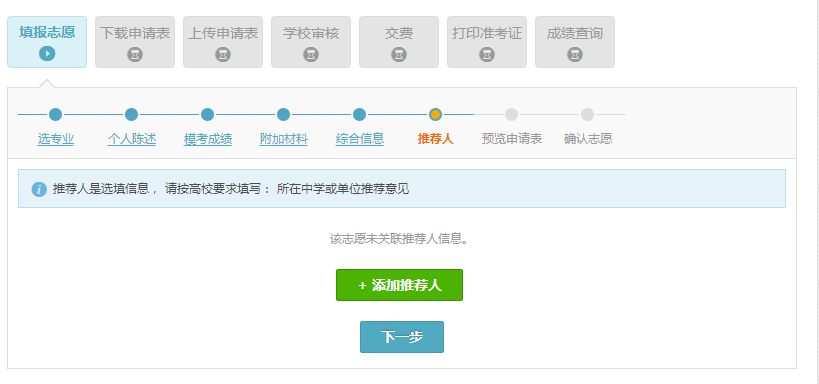 填报志愿 下载申请表 上传申请表 学校审核 交费 打印准考证 成绩查询
选专业 个人陈述 模考成绩 附加材料 综合信息 推荐人 预览申请表 确认志愿
推荐人是选填信息，请按高校要求填写：所在中学或单位推荐意见
该志愿未关联推荐人信息。
+ 添加推荐人
下一步